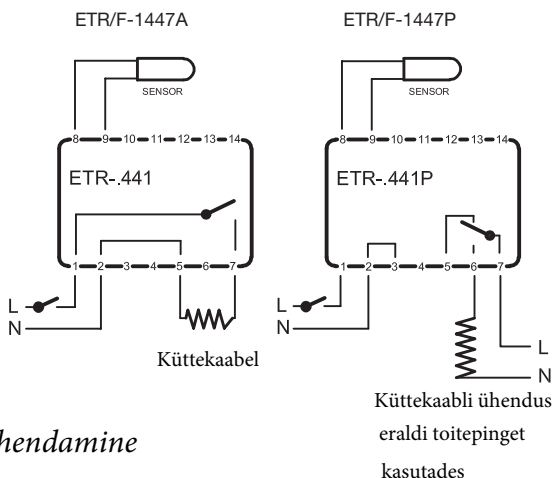 ETR/F-1447A
ETR/F-1447P
SENSOR
SENSOR
8 9 10 11 12 13 14
8 9 10 11 12 13 14
ETR-.441
ETR-.441P
1 2 3 4 5 6 7
1 2 3 4 5 6 7
L
N
L
N
L
N
Küttekaabel
Küttekaabli ühendus
eraldi toitepinget
kasutades
hendamine